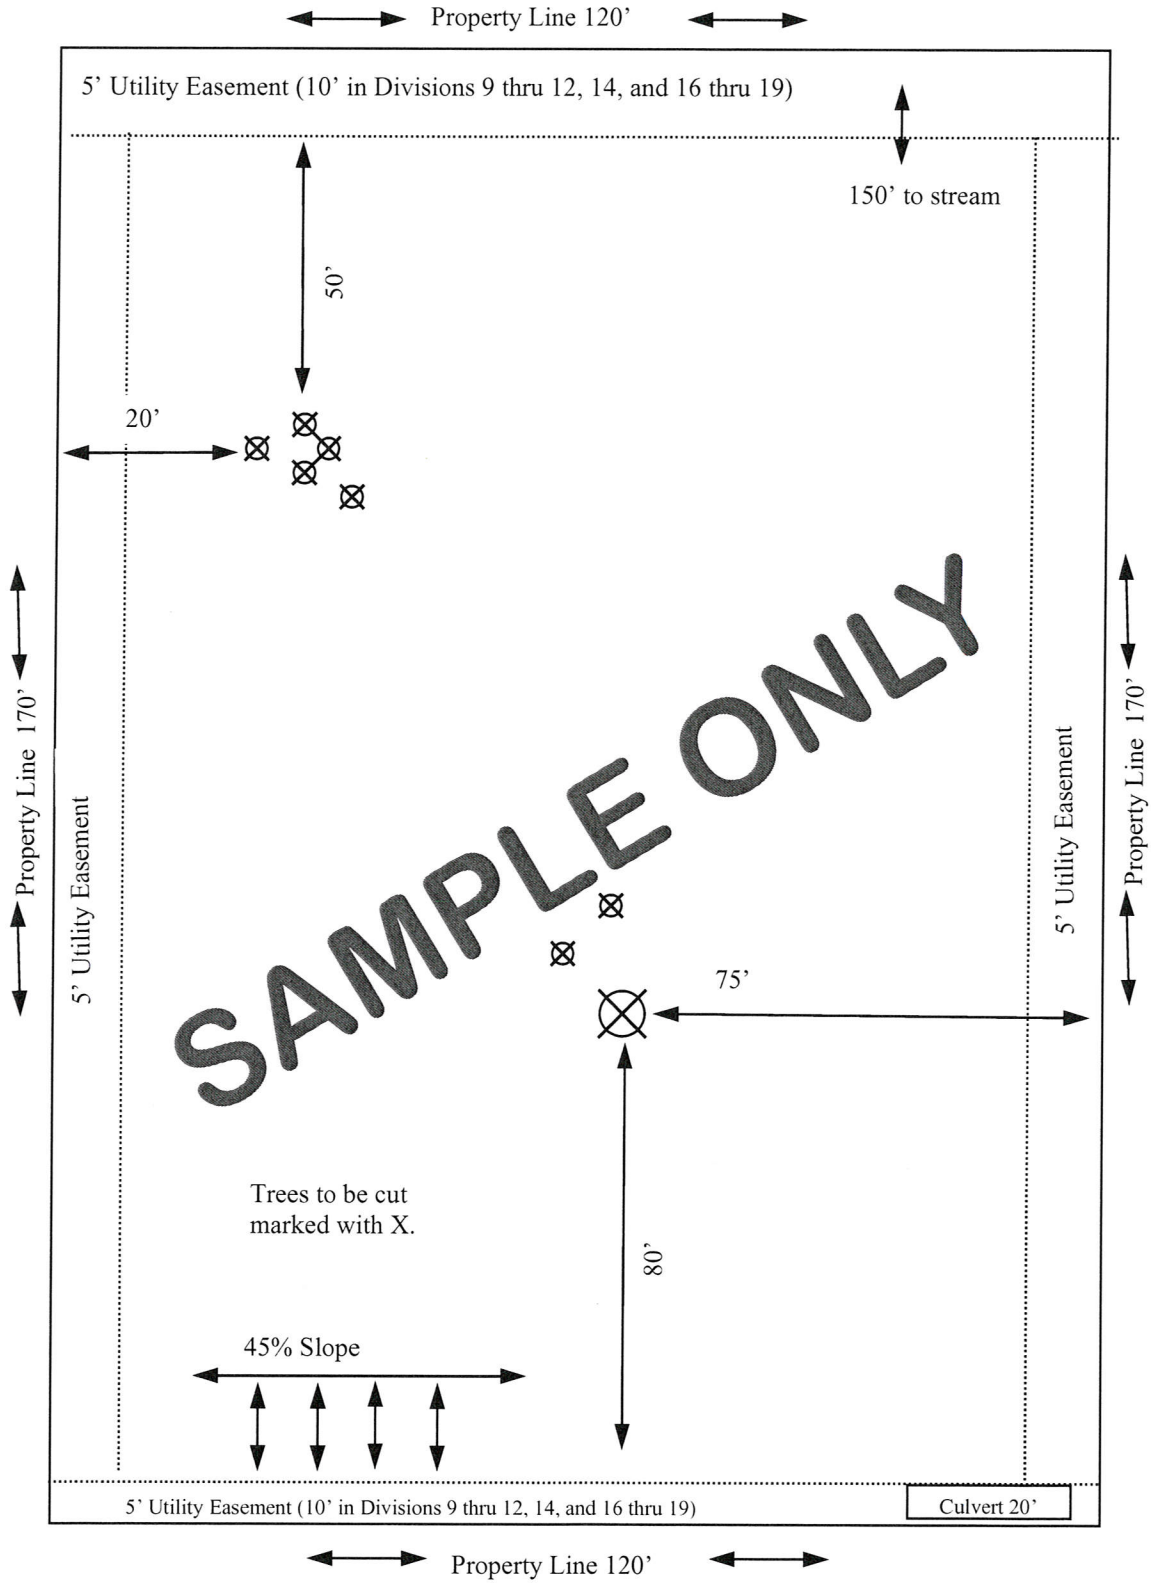 Property Line 120’
5’ Utility Easement (10’ in Divisions 9 thru 12, 14, and 16 thru 19)
150’ to stream
50’
20’
Property Line 170’
Property Line 170’
5’ Utility Easement
5’ Utility Easement
SAMPLE ONLY
75’
Trees to be cut
marked with X.
80’
45% Slope
5’ Utility Easement (10’ in Divisions 9 thru 12, 14, and 16 thru 19)
Culvert 20’
Property Line 120’